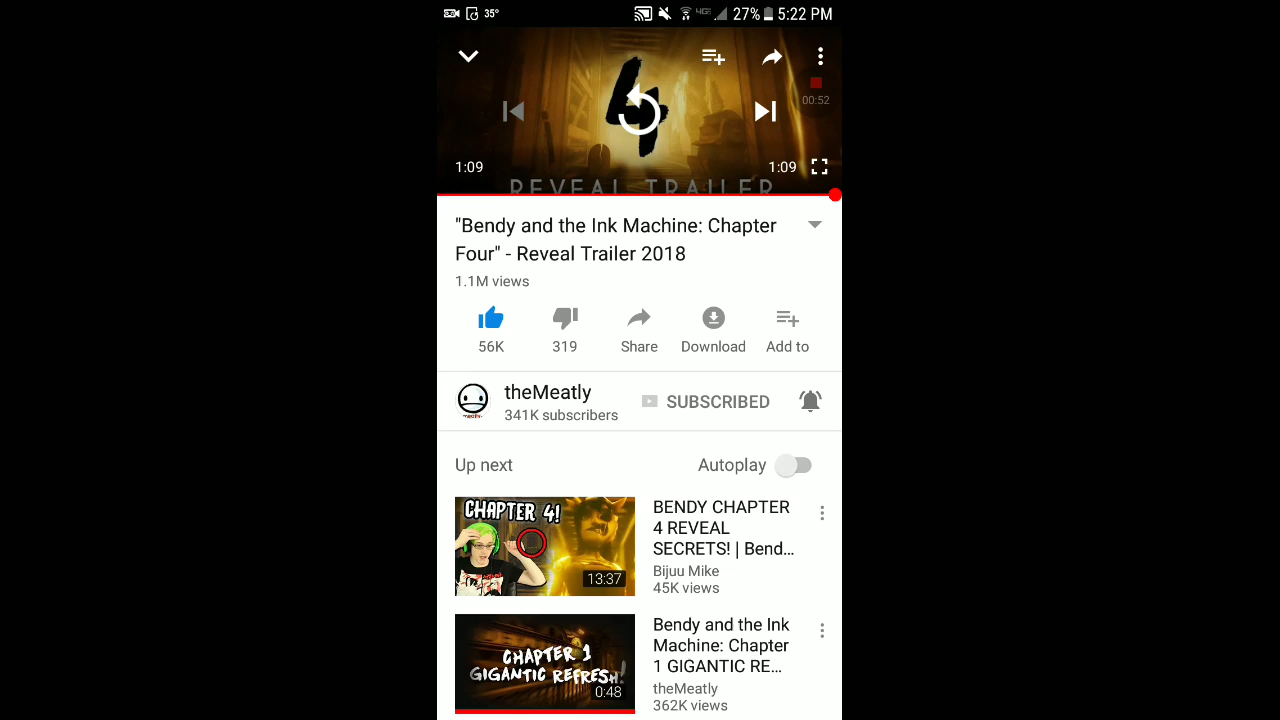 35°
4G
27%
5:22 PM
4
00:52
1:09
1:09
REVEAL TRAILER
"Bendy and the Ink Machine: Chapter
Four" - Reveal Trailer 2018
1.1M views
56K
319
Share
Download
Add to
theMeatly
341K subscribers
SUBSCRIBED
Up next
Autoplay
CHAPTER 4!
13:37
BENDY CHAPTER
4 REVEAL
SECRETS! | Bend...
Bijuu Mike
45K views
CHAPTER 1
GIGANTIC REFRESH!
0:48
Bendy and the Ink
Machine: Chapter
1 GIGANTIC RE...
theMeatly
362K views